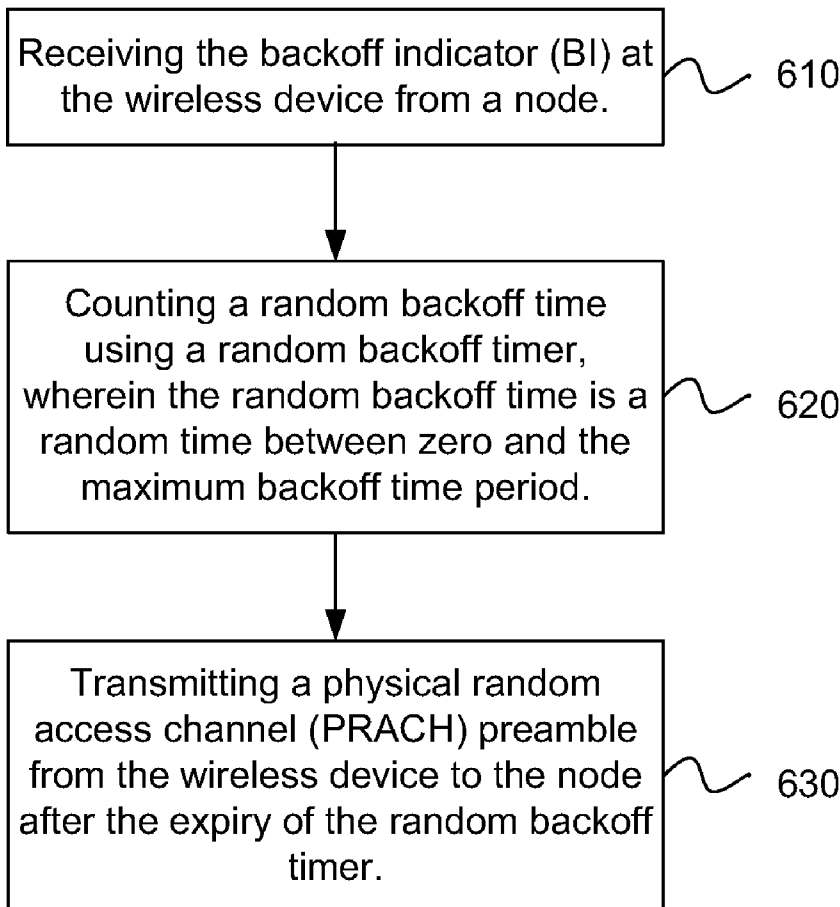 Receiving the backoff indicator (BI) at
the wireless device from a node.
610
Counting a random backoff time
using a random backoff timer,
wherein the random backoff time is a
random time between zero and the
maximum backoff time period.
620
Transmitting a physical random
access channel (PRACH) preamble
from the wireless device to the node
after the expiry of the random backoff
timer.
630